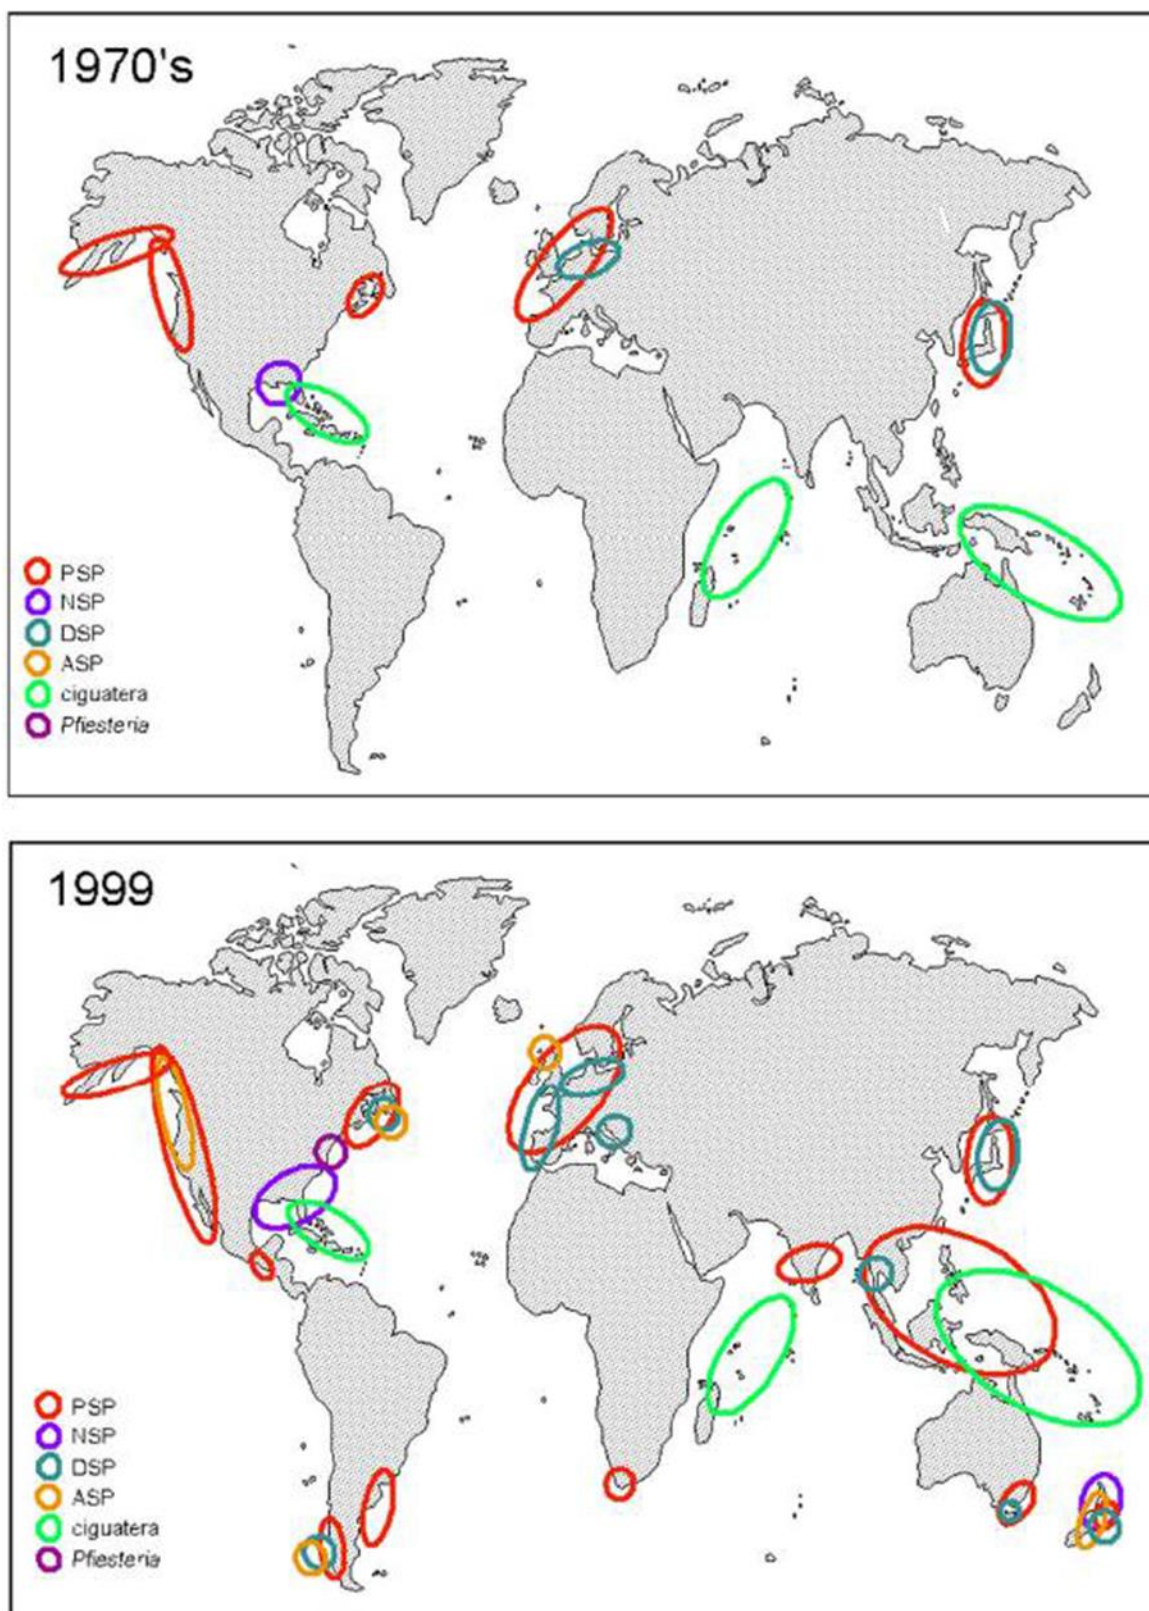 1970's
PSP
NSP
DSP
ASP
ciguatera
Pfiesteria
1999
PSP
NSP
DSP
ASP
ciguatera
Pfiesteria